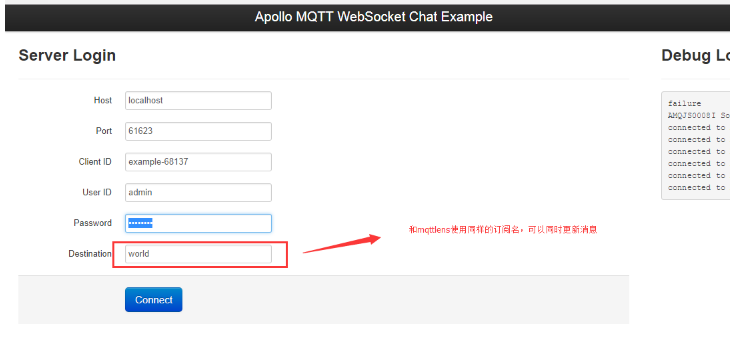 Apollo MQTT WebSocket Chat Example
Server Login
Host localhost
Port 61623
Client ID example-68137
User ID admin
Password ••••••••
Destination world
Connect
和mqttlens使用同样的订阅名，可以同时更新消息
Debug Lo
failure
AMQJS0008I So
connected to
connected to
connected to
connected to
connected to